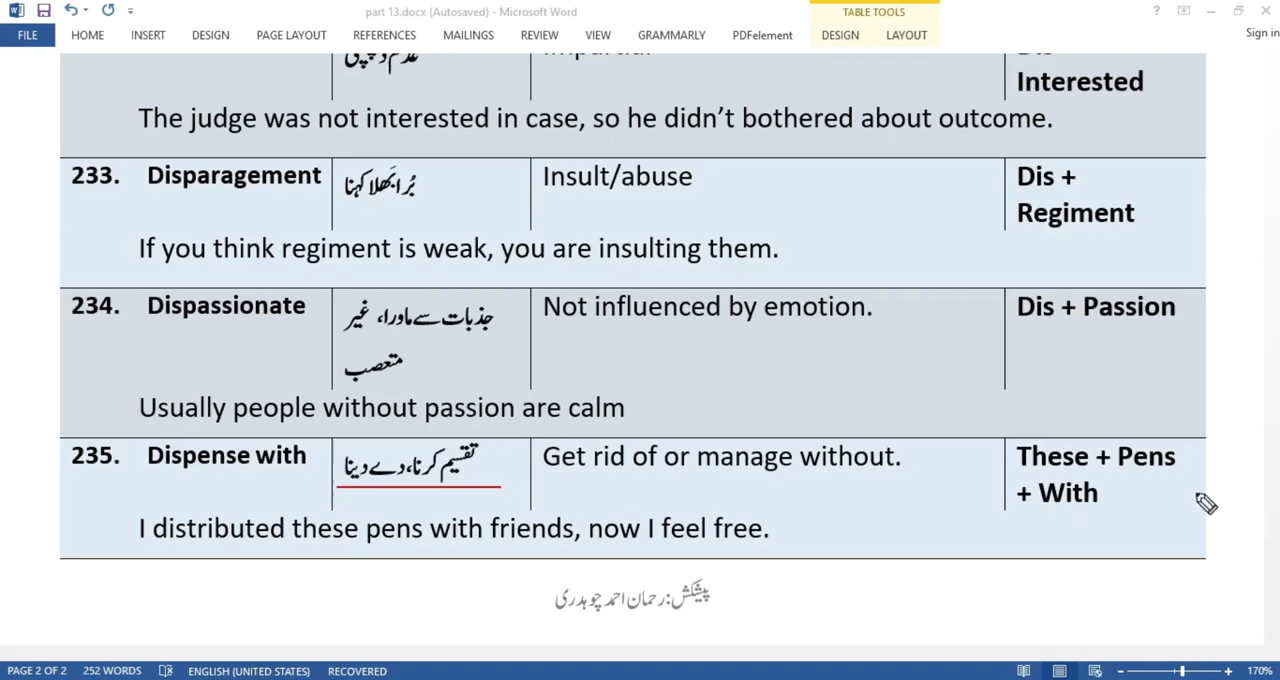 part 13.docx (Autosaved) - Microsoft Word
TABLE TOOLS
?
FILE HOME INSERT DESIGN PAGE LAYOUT REFERENCES MAILINGS REVIEW VIEW GRAMMARLY PDFelement DESIGN LAYOUT Sign in
Interested
The judge was not interested in case, so he didn’t bothered about outcome.
233. Disparagement بُرا بَھلا کہنا Insult/abuse Dis +
Regiment
If you think regiment is weak, you are insulting them.
234. Dispassionate جذبات سے ماورا، غیر Not influenced by emotion. Dis + Passion
متعصب
Usually people without passion are calm
235. Dispense with تقسیم کرنا، دے دینا Get rid of or manage without. These + Pens
+ With
I distributed these pens with friends, now I feel free.
پیشکش: رحمان احمد چوہدری
PAGE 2 OF 2 252 WORDS ENGLISH (UNITED STATES) RECOVERED 170%